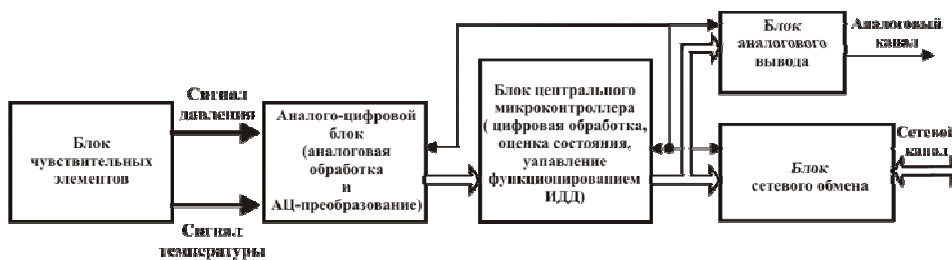 Блок
чувствительных
элементов
Сигнал
давления
Сигнал
температуры
Аналого-цифровой
блок
(аналоговая
обработка
и
АЦ-преобразование)
Блок центрального
микроконтроллера
( цифровая обработка,
оценка состояния,
уапавление
функционированием
ИДД)
Блок
аналогового
вывода
Аналоговый
канал
Блок
сетевого обмена
Сетевой
канал